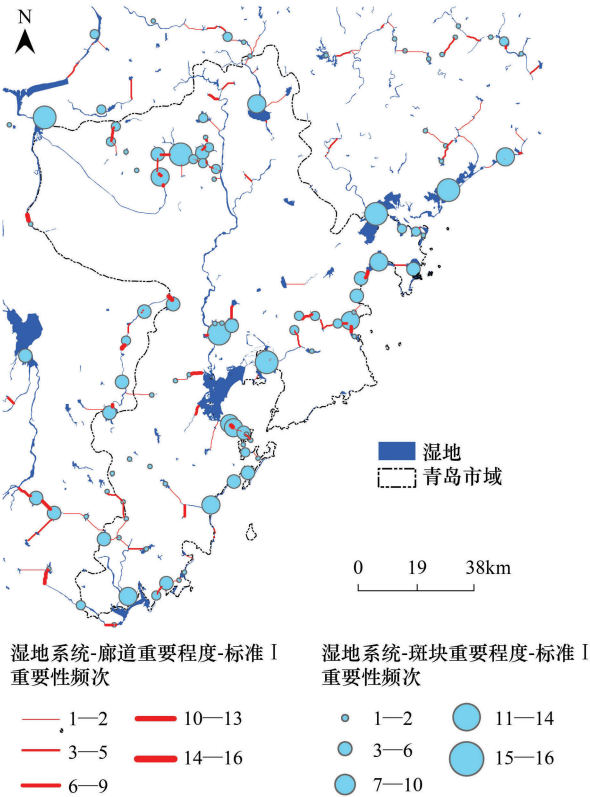 N
湿地
青岛市域
0 19 38km
湿地系统-廊道重要程度-标准Ⅰ
重要性频次
1—2
3—5
6—9
10—13
14—16
湿地系统-斑块重要程度-标准Ⅰ
重要性频次
1—2
3—6
7—10
11—14
15—16